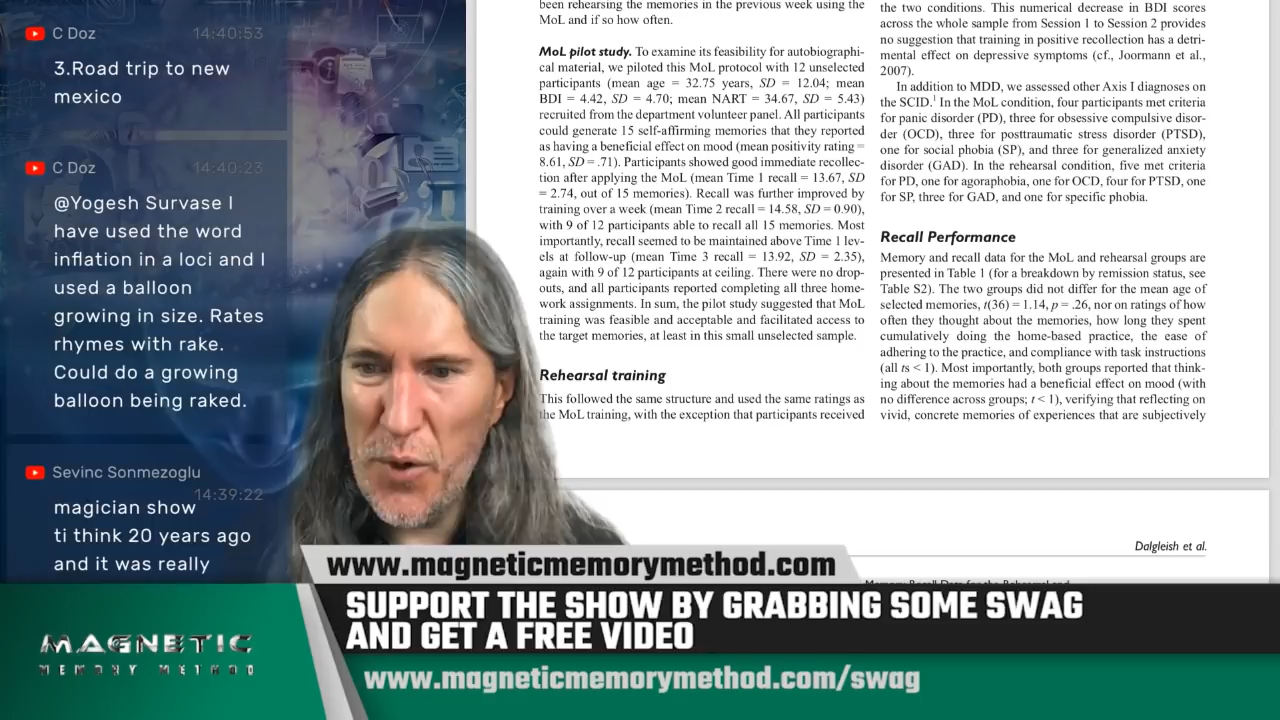 C Doz
14:40:53
3.Road trip to new
mexico
C Doz
14:40:23
@Yogesh Survase I
have used the word
inflation in a loci and I
used a balloon
growing in size. Rates
rhymes with rake.
Could do a growing
balloon being raked.
Sevinc Sonmezoglu
14:39:22
magician show
ti think 20 years ago
and it was really
been rehearsing the memories in the previous week using the
MoL and if so how often.
MoL pilot study. To examine its feasibility for autobiographi-
cal material, we piloted this MoL protocol with 12 unselected
participants (mean age = 32.75 years, SD = 12.04; mean
BDI = 4.42, SD = 4.70; mean NART = 34.67, SD = 5.43)
recruited from the department volunteer panel. All participants
could generate 15 self-affirming memories that they reported
as having a beneficial effect on mood (mean positivity rating =
8.61, SD = .71). Participants showed good immediate recollec-
tion after applying the MoL (mean Time 1 recall = 13.67, SD
= 2.74, out of 15 memories). Recall was further improved by
training over a week (mean Time 2 recall = 14.58, SD = 0.90),
with 9 of 12 participants able to recall all 15 memories. Most
importantly, recall seemed to be maintained above Time 1 lev-
els at follow-up (mean Time 3 recall = 13.92, SD = 2.35),
again with 9 of 12 participants at ceiling. There were no drop-
outs, and all participants reported completing all three home-
work assignments. In sum, the pilot study suggested that MoL
training was feasible and acceptable and facilitated access to
the target memories, at least in this small unselected sample.
Rehearsal training
This followed the same structure and used the same ratings as
the MoL training, with the exception that participants received
the two conditions. This numerical decrease in BDI scores
across the whole sample from Session 1 to Session 2 provides
no suggestion that training in positive recollection has a detri-
mental effect on depressive symptoms (cf., Joormann et al.,
2007).
In addition to MDD, we assessed other Axis I diagnoses on
the SCID.1 In the MoL condition, four participants met criteria
for panic disorder (PD), three for obsessive compulsive disor-
der (OCD), three for posttraumatic stress disorder (PTSD),
one for social phobia (SP), and three for generalized anxiety
disorder (GAD). In the rehearsal condition, five met criteria
for PD, one for agoraphobia, one for OCD, four for PTSD, one
for SP, three for GAD, and one for specific phobia.
Recall Performance
Memory and recall data for the MoL and rehearsal groups are
presented in Table 1 (for a breakdown by remission status, see
Table S2). The two groups did not differ for the mean age of
selected memories, t(36) = 1.14, p = .26, nor on ratings of how
often they thought about the memories, how long they spent
cumulatively doing the home-based practice, the ease of
adhering to the practice, and compliance with task instructions
(all ts < 1). Most importantly, both groups reported that think-
ing about the memories had a beneficial effect on mood (with
no difference across groups; t < 1), verifying that reflecting on
vivid, concrete memories of experiences that are subjectively
Dalgleish et al.
www.magneticmemorymethod.com
SUPPORT THE SHOW BY GRABBING SOME SWAG
AND GET A FREE VIDEO
www.magneticmemorymethod.com/swag
MAGNETIC
MEMORY METHOD